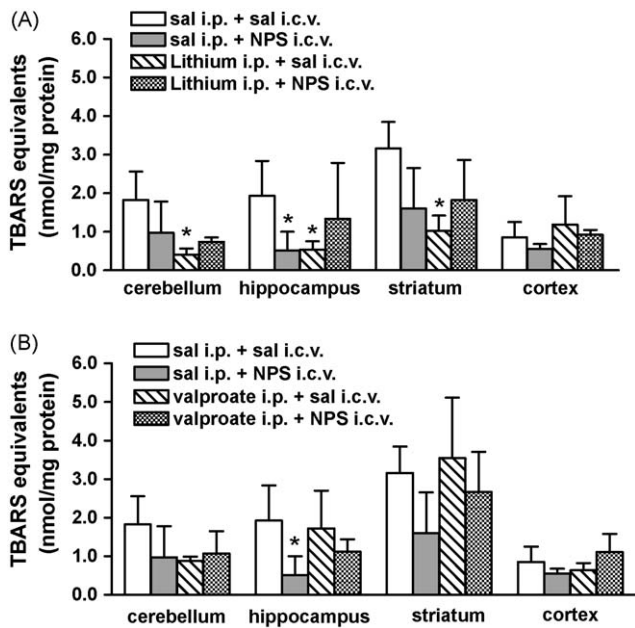 (A)
sal i.p. + sal i.c.v.
sal i.p. + NPS i.c.v.
Lithium i.p. + sal i.c.v.
Lithium i.p. + NPS i.c.v.
TBARS equivalents
(nmol/mg protein)
6.0
5.0
4.0
3.0
2.0
1.0
0.0
*
*
*
*
cerebellum hippocampus striatum cortex
(B)
sal i.p. + sal i.c.v.
sal i.p. + NPS i.c.v.
valproate i.p. + sal i.c.v.
valproate i.p. + NPS i.c.v.
TBARS equivalents
(nmol/mg protein)
6.0
5.0
4.0
3.0
2.0
1.0
0.0
*
cerebellum hippocampus striatum cortex